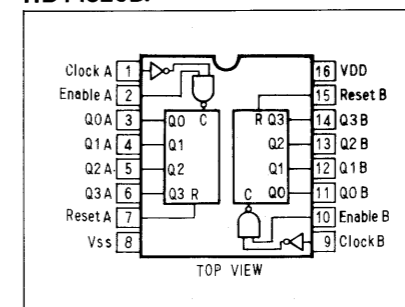 Clock A 1 16 VDD
Enable A 2 15 Reset B
Q0A 3 Q0 C R Q3 14 Q3B
Q1A 4 Q1 Q2 13 Q2B
Q2A 5 Q2 Q1 12 Q1B
Q3A 6 Q3 R C Q0 11 Q0B
Reset A 7 10 Enable B
Vss 8 9 Clock B
TOP VIEW